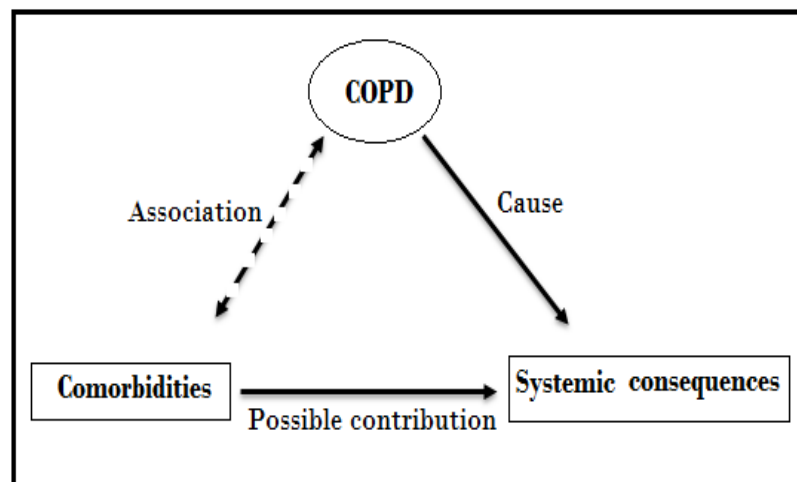 COPD
Association
Cause
Comorbidities
Systemic consequences
Possible contribution